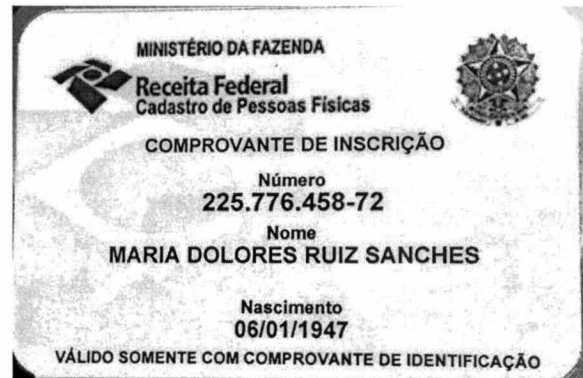 MINISTÉRIO DA FAZENDA
Receita Federal
Cadastro de Pessoas Físicas
COMPROVANTE DE INSCRIÇÃO
Número
225.776.458-72
Nome
MARIA DOLORES RUIZ SANCHES
Nascimento
06/01/1947
VÁLIDO SOMENTE COM COMPROVANTE DE IDENTIFICAÇÃO